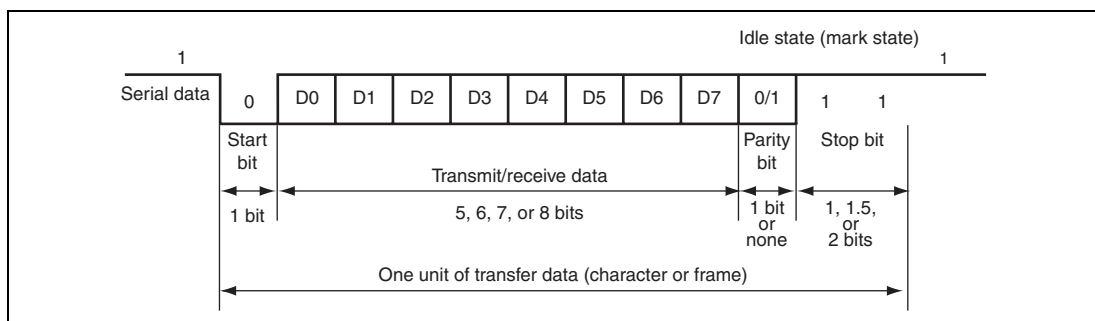 Idle state (mark state)
1 1
Serial data 0 D0 D1 D2 D3 D4 D5 D6 D7 0/1 1 1
Start
bit
Parity
bit
Stop bit
Transmit/receive data
1 bit
5, 6, 7, or 8 bits
1 bit
or
none
1, 1.5,
or
2 bits
One unit of transfer data (character or frame)